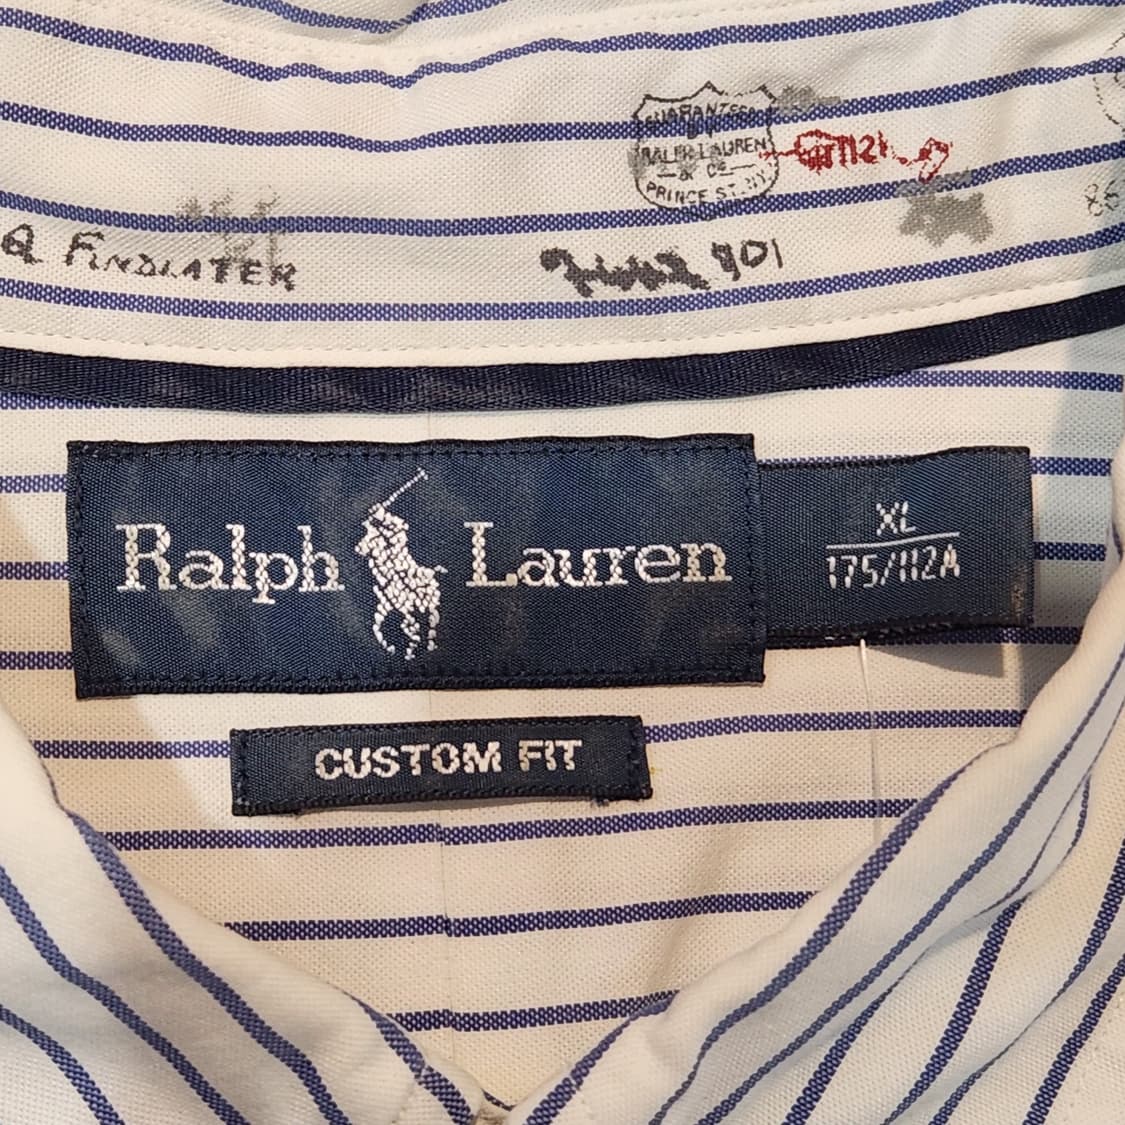 GUARANTEED
BY
RALPH LAUREN
& CO
PRINCE ST. NY.
Q FINDLATER
901
Ralph Lauren
XL
175/112A
CUSTOM FIT